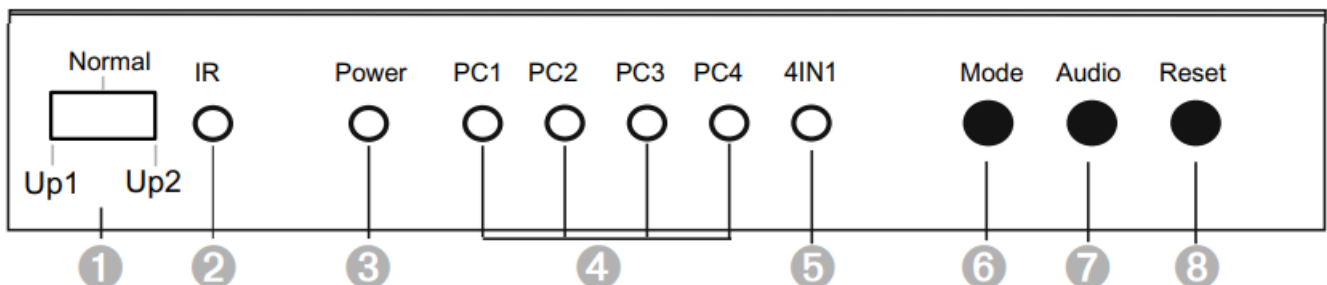 Normal
IR Power PC1 PC2 PC3 PC4 4IN1 Mode Audio Reset
Up1 Up2
1 2 3 4 5 6 7 8